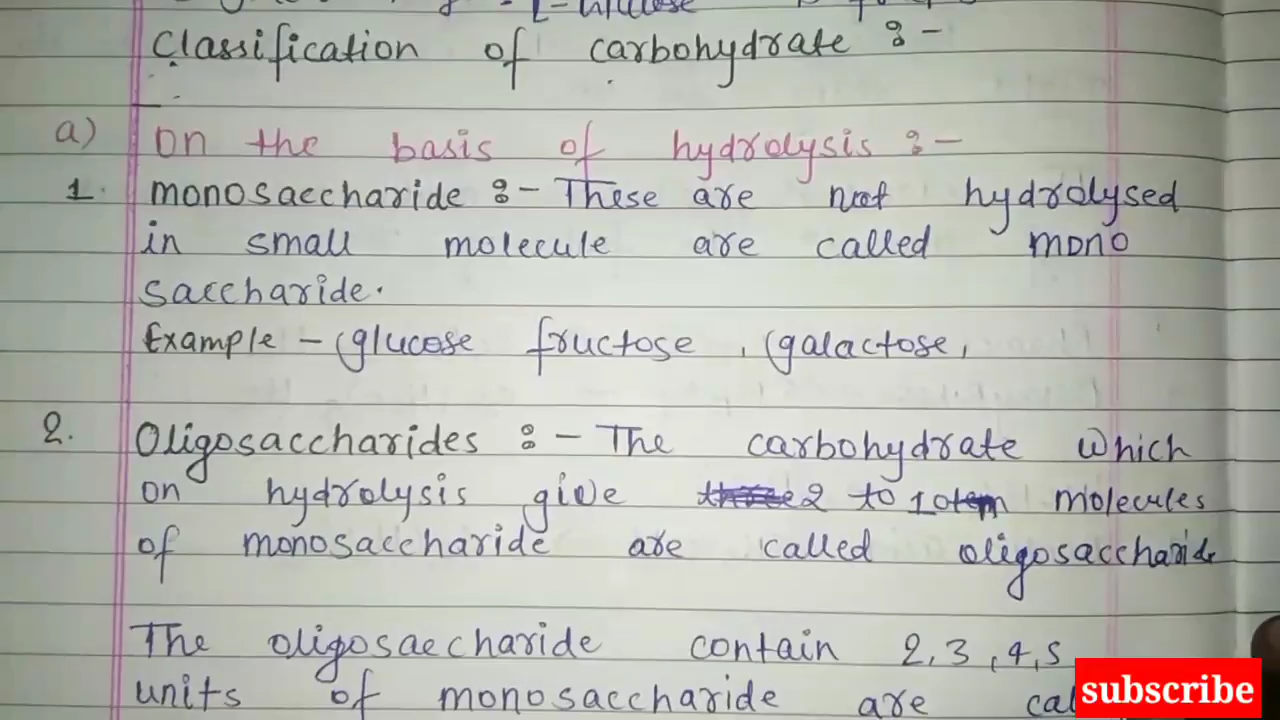 Classification of carbohydrate :-
a) On the basis of hydrolysis :-
1. monosaccharide :- These are not hydrolysed
in small molecule are called mono
saccharide.
Example - Glucose fructose , Galactose,
2. Oligosaccharides :- The carbohydrate which
on hydrolysis give 2 to 10 molecules
of monosaccharide are called oligosaccharide
The oligosaccharide contain 2,3,4,5
units of monosaccharide are
subscribe